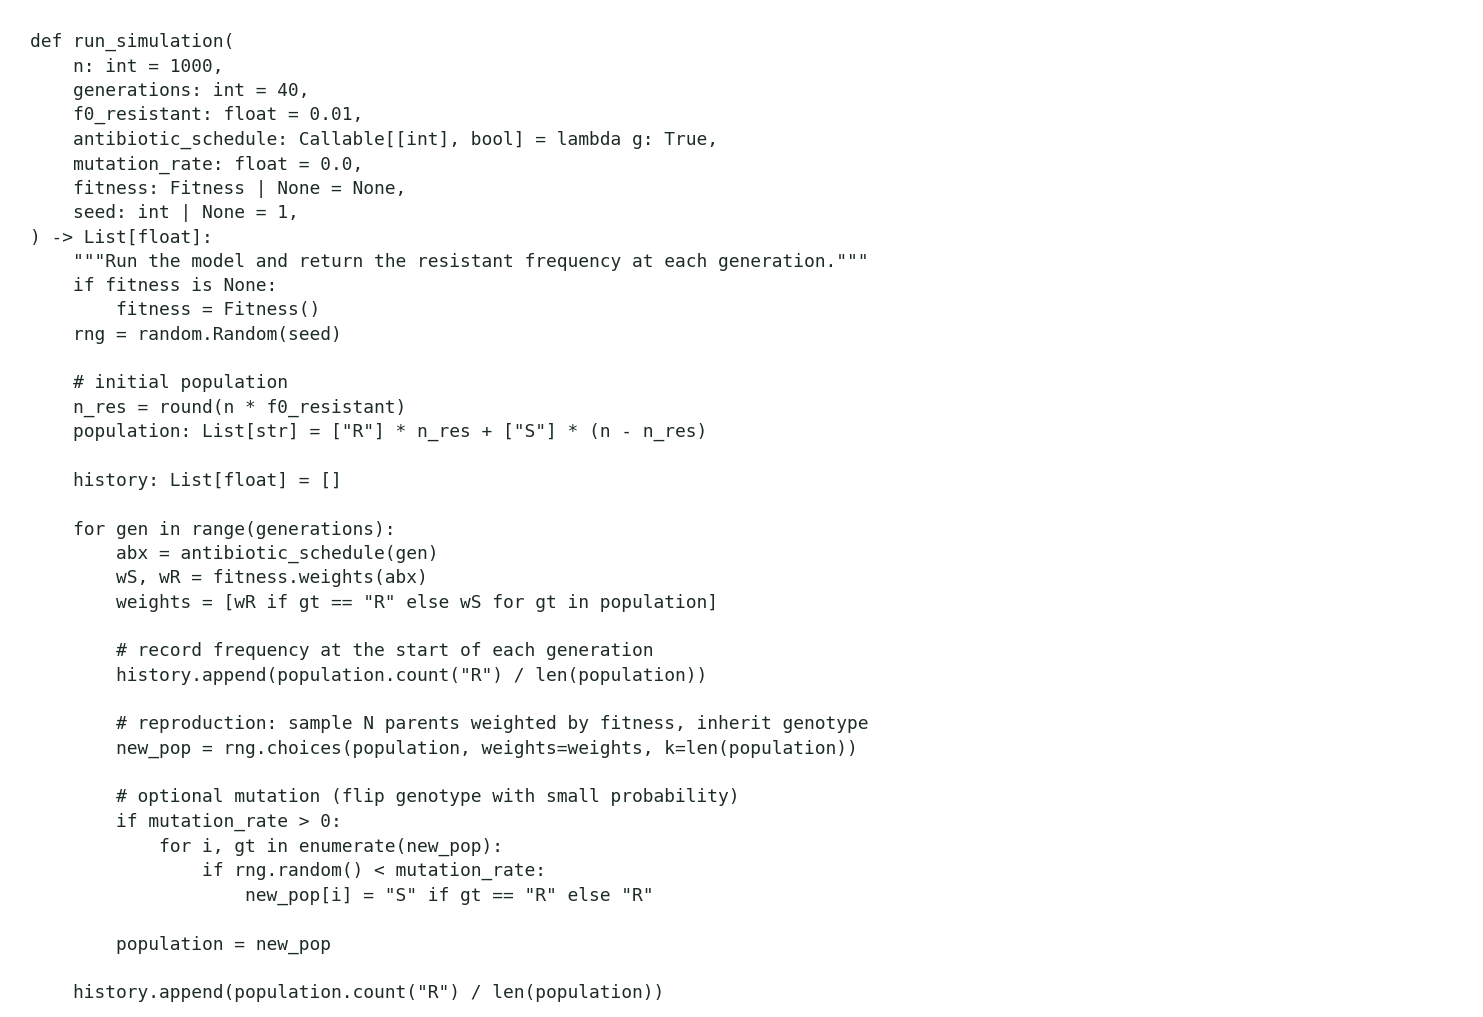 def run_simulation(
    n: int = 1000,
    generations: int = 40,
    f0_resistant: float = 0.01,
    antibiotic_schedule: Callable[[int], bool] = lambda g: True,
    mutation_rate: float = 0.0,
    fitness: Fitness | None = None,
    seed: int | None = 1,
) -> List[float]:
    """Run the model and return the resistant frequency at each generation."""
    if fitness is None:
        fitness = Fitness()
    rng = random.Random(seed)

    # initial population
    n_res = round(n * f0_resistant)
    population: List[str] = ["R"] * n_res + ["S"] * (n - n_res)

    history: List[float] = []

    for gen in range(generations):
        abx = antibiotic_schedule(gen)
        wS, wR = fitness.weights(abx)
        weights = [wR if gt == "R" else wS for gt in population]

        # record frequency at the start of each generation
        history.append(population.count("R") / len(population))

        # reproduction: sample N parents weighted by fitness, inherit genotype
        new_pop = rng.choices(population, weights=weights, k=len(population))

        # optional mutation (flip genotype with small probability)
        if mutation_rate > 0:
            for i, gt in enumerate(new_pop):
                if rng.random() < mutation_rate:
                    new_pop[i] = "S" if gt == "R" else "R"

        population = new_pop

    history.append(population.count("R") / len(population))